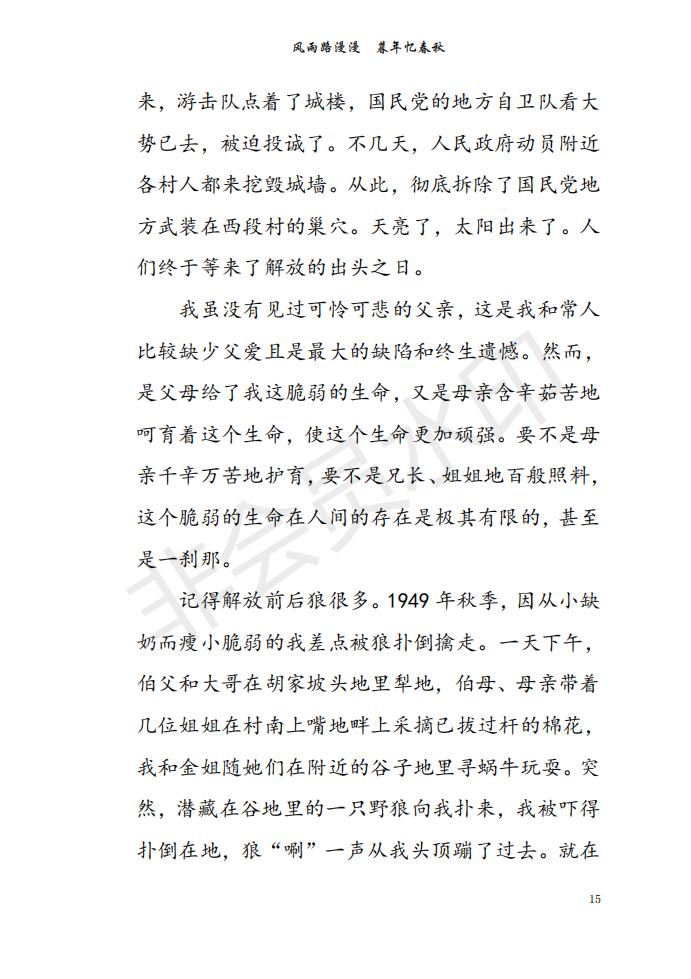 风雨路漫漫　暮年忆春秋
来，游击队点着了城楼，国民党的地方自卫队看大
势已去，被迫投诚了。不几天，人民政府动员附近
各村人都来挖毁城墙。从此，彻底拆除了国民党地
方武装在西段村的巢穴。天亮了，太阳出来了。人
们终于等来了解放的出头之日。
我虽没有见过可怜可悲的父亲，这是我和常人
比较缺少父爱且是最大的缺陷和终生遗憾。然而，
是父母给了我这脆弱的生命，又是母亲含辛茹苦地
呵育着这个生命，使这个生命更加顽强。要不是母
亲千辛万苦地护育，要不是兄长、姐姐地百般照料，
这个脆弱的生命在人间的存在是极其有限的，甚至
是一刹那。
记得解放前后狼很多。1949 年秋季，因从小缺
奶而瘦小脆弱的我差点被狼扑倒擒走。一天下午，
伯父和大哥在胡家坡头地里犁地，伯母、母亲带着
几位姐姐在村南上嘴地畔上采摘已拔过杆的棉花，
我和金姐随她们在附近的谷子地里寻蜗牛玩耍。突
然，潜藏在谷地里的一只野狼向我扑来，我被吓得
扑倒在地，狼“唰”一声从我头顶蹦了过去。就在
15
非会员水印